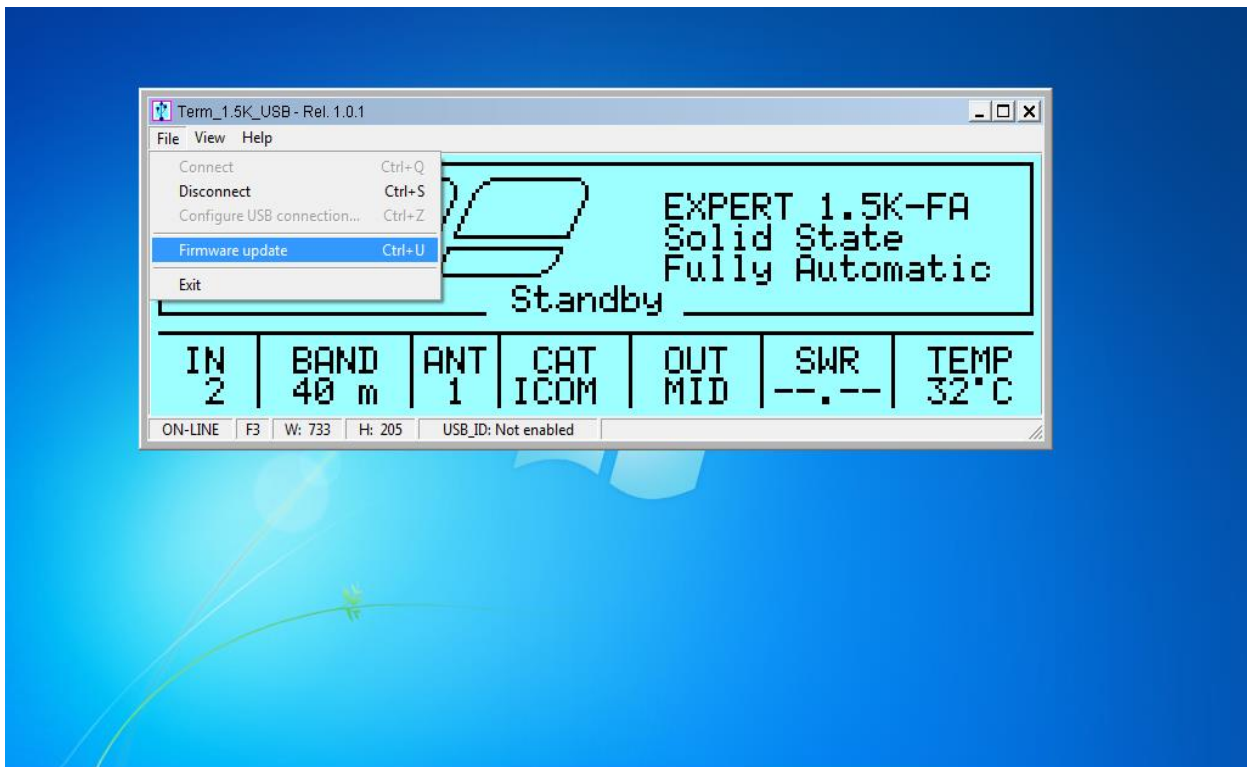 Term_1.5K_USB - Rel. 1.0.1
File View Help
Connect Ctrl+Q
Disconnect Ctrl+S
Configure USB connection... Ctrl+Z
Firmware update Ctrl+U
Exit
EXPERT 1.5K-FA
Solid State
Fully Automatic
Standby
IN BAND ANT CAT OUT SWR TEMP
2 40 m 1 ICOM MID --.-- 32°C
ON-LINE F3 W: 733 H: 205 USB_ID: Not enabled